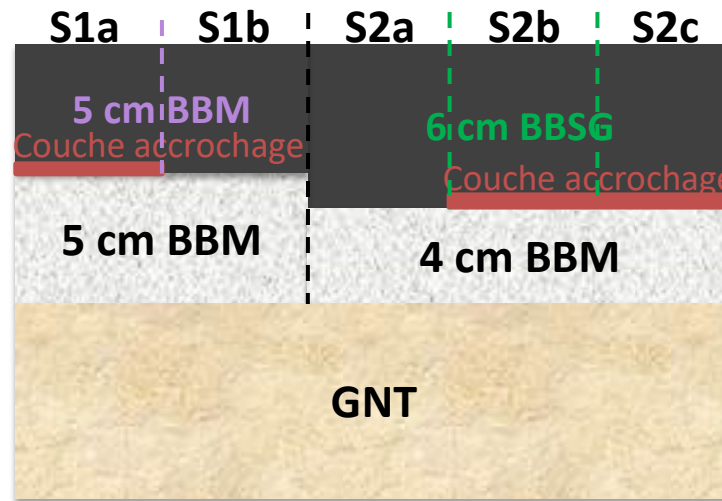 S1a S1b S2a S2b S2c
5 cm BBM
6 cm BBSG
Couche accrochage
Couche accrochage
5 cm BBM
4 cm BBM
GNT